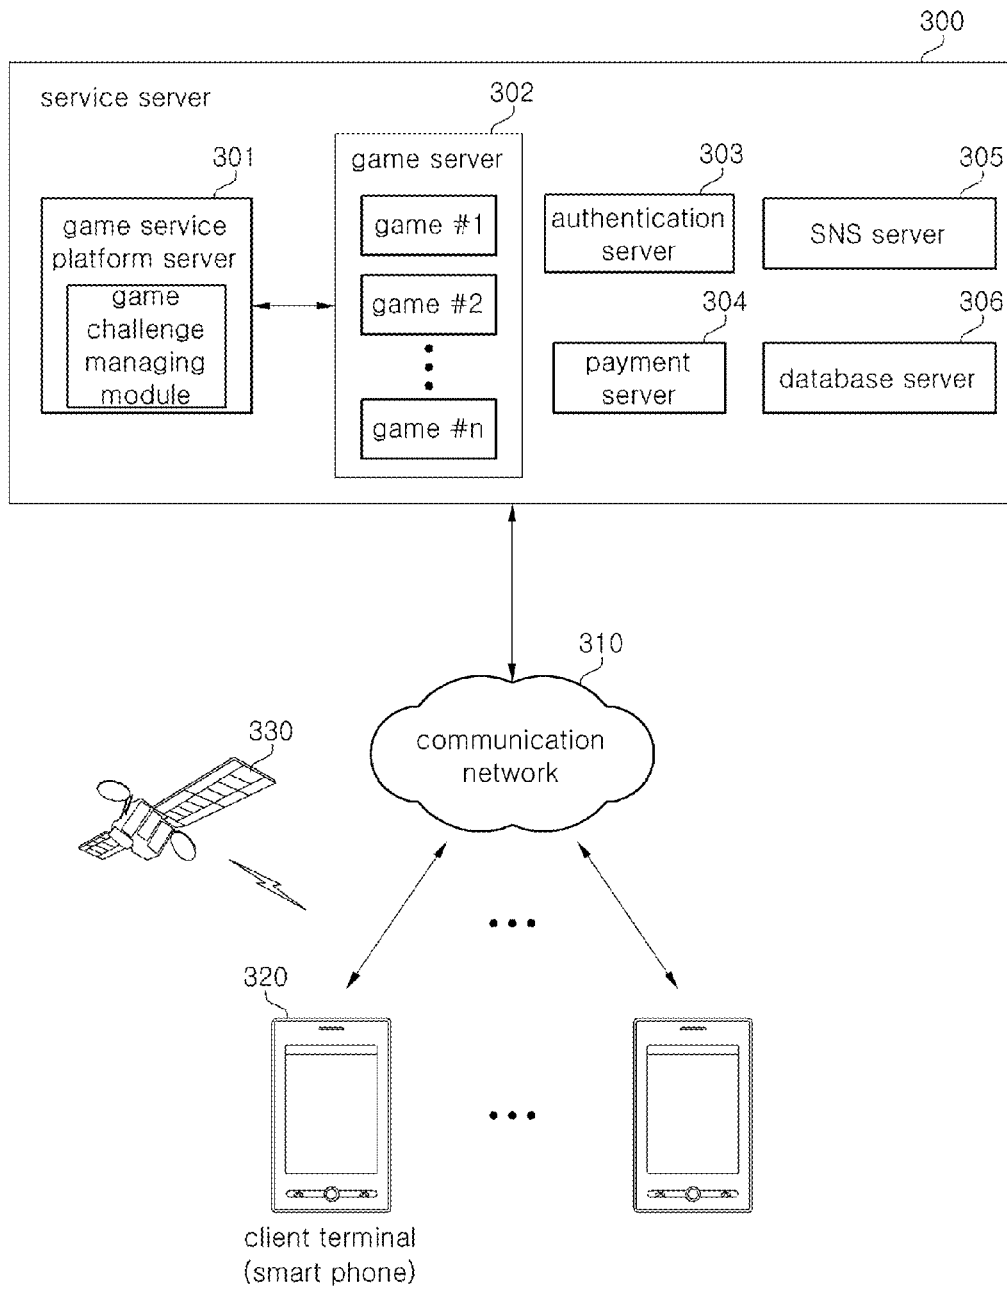 300
service server
302
301
303
305
game server
game service
platform server
game
challenge
managing
module
game #1
game #2
game #n
authentication
server
SNS server
304
306
payment
server
database server
310
communication
network
330
320
client terminal
(smart phone)